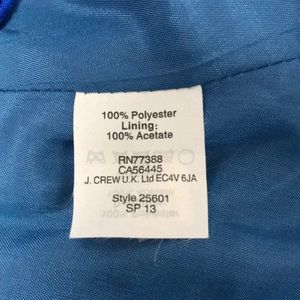 100% Polyester
Lining:
100% Acetate
RN77388
CA56445
J. CREW U.K. Ltd EC4V 6JA
Style 25601
SP 13